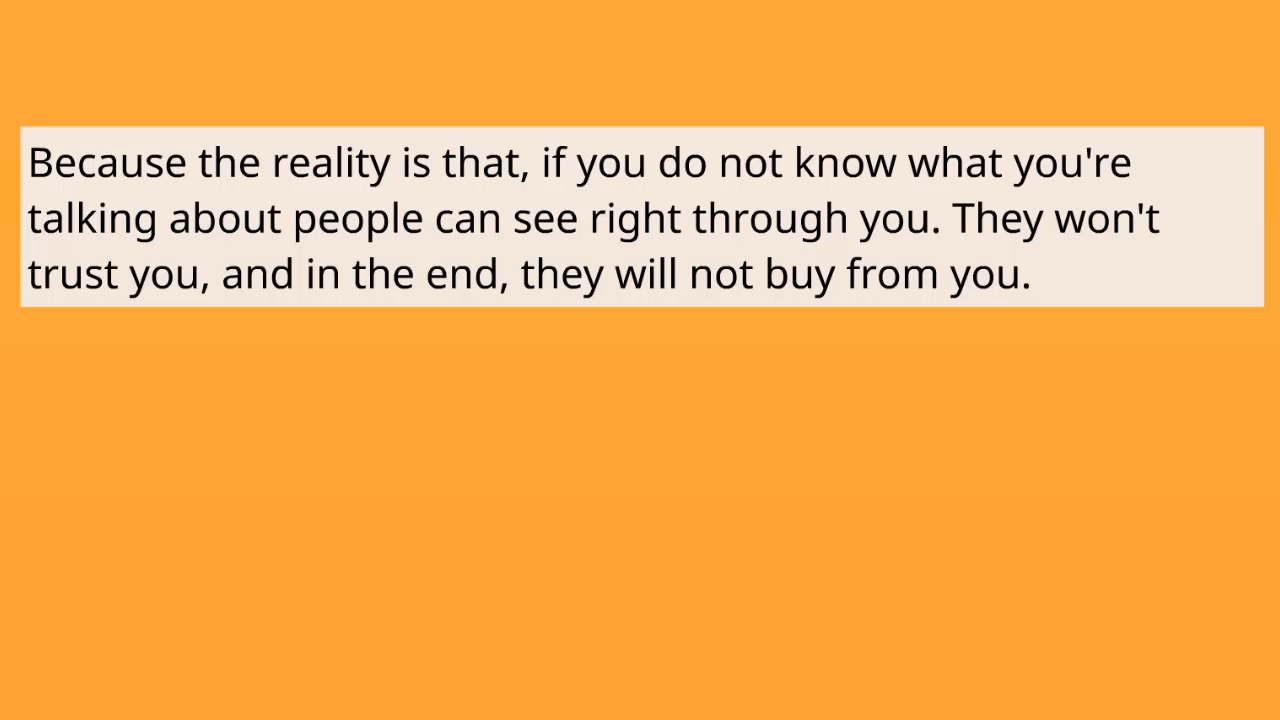 Because the reality is that, if you do not know what you're
talking about people can see right through you. They won't
trust you, and in the end, they will not buy from you.